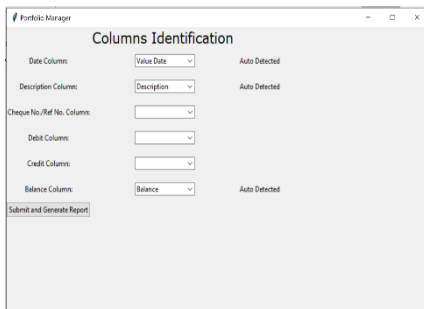 Portfolio Manager
Columns Identification
Date Column: Value Date Auto Detected
Description Column: Description Auto Detected
Cheque No./Ref No. Column:
Debit Column:
Credit Column:
Balance Column: Balance Auto Detected
Submit and Generate Report